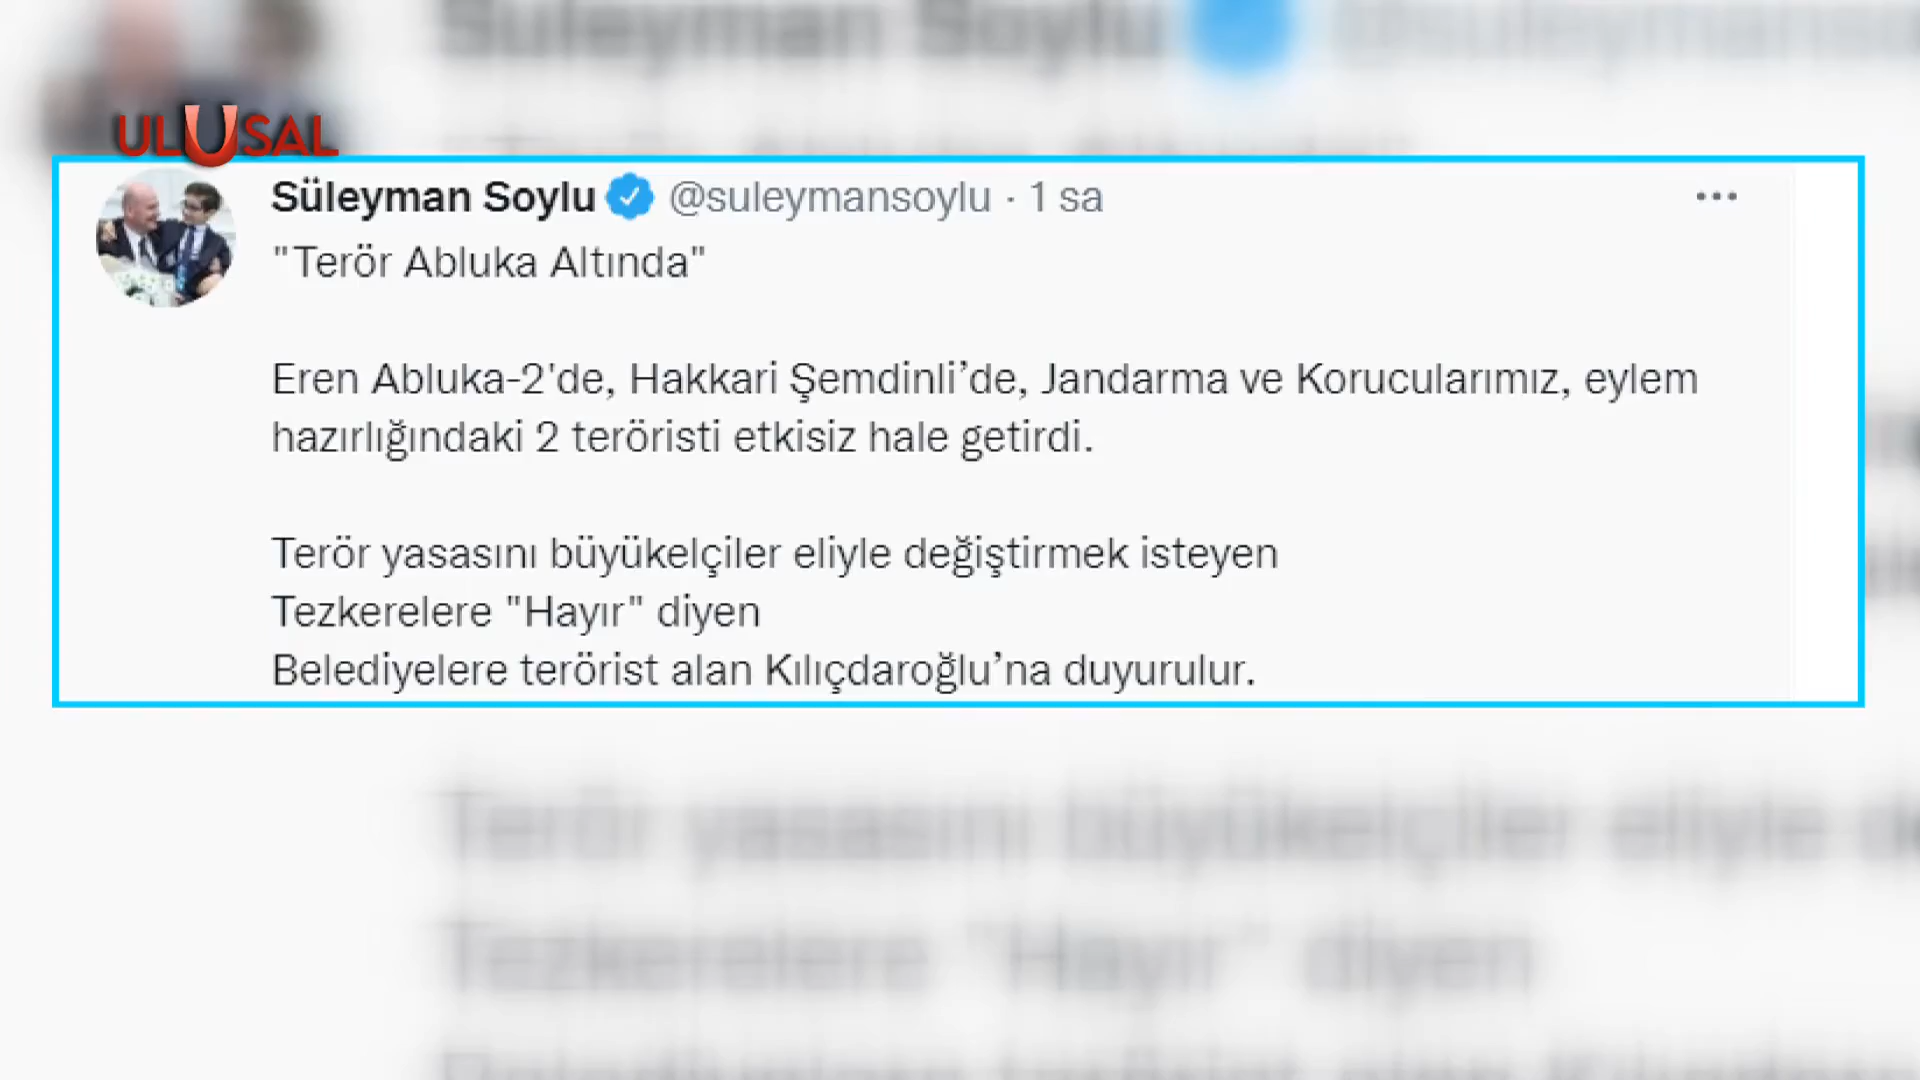 ULUSAL
Süleyman Soylu @suleymansoylu · 1 sa
"Terör Abluka Altında"
Eren Abluka-2'de, Hakkari Şemdinli’de, Jandarma ve Korucularımız, eylem
hazırlığındaki 2 teröristi etkisiz hale getirdi.
Terör yasasını büyükelçiler eliyle değiştirmek isteyen
Tezkerelere "Hayır" diyen
Belediyelere terörist alan Kılıçdaroğlu’na duyurulur.